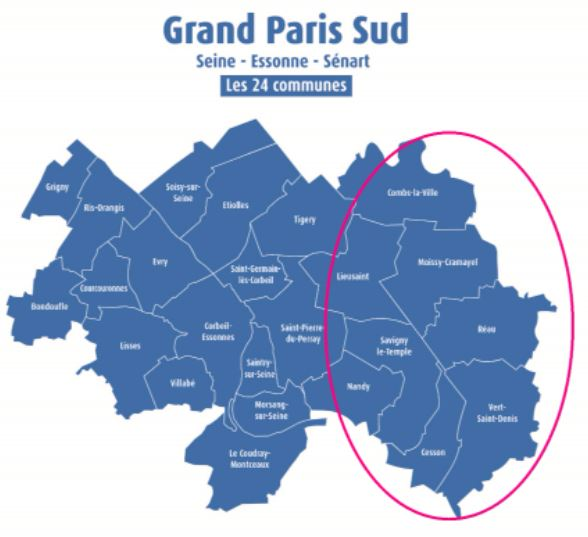 Grand Paris Sud
Seine - Essonne - Sénart
Les 24 communes
Grigny
Ris-Orangis
Soisy-sur-
Seine
Etiolles
Combs-la-Ville
Tigery
Evry
Saint-Germain-
lès-Corbeil
Lieusaint
Moissy-Cramayel
Courcouronnes
Bondoufle
Lisses
Corbeil-
Essonnes
Saint-Pierre-
du-Perray
Savigny
le-Temple
Réau
Villabé
Saintry-
sur-Seine
Nandy
Morsang-
sur-Seine
Vert-
Saint-Denis
Le Coudray-
Montceaux
Cesson